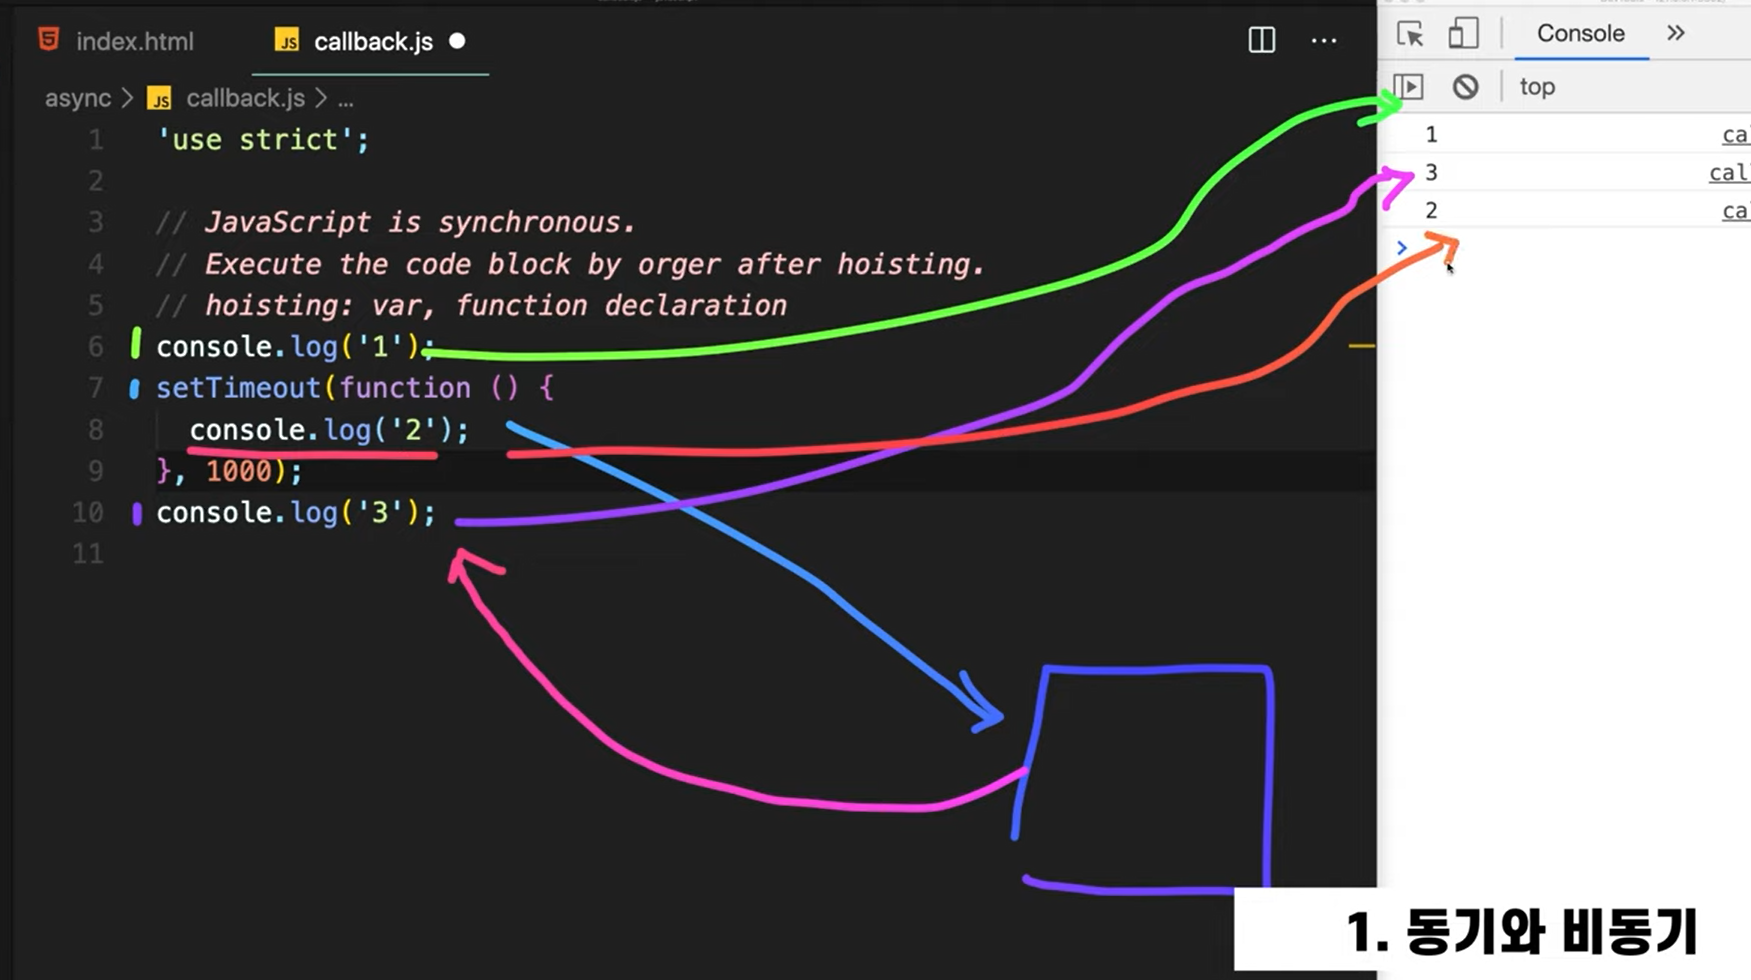 index.html
JS callback.js
async > JS callback.js > ...
Console »
top
1 'use strict';
2
3 // JavaScript is synchronous.
4 // Execute the code block by orger after hoisting.
5 // hoisting: var, function declaration
6 console.log('1');
7 setTimeout(function () {
8 console.log('2');
9 }, 1000);
10 console.log('3');
11
1 ca
3 cal
2 ca
>
1. 동기와 비동기